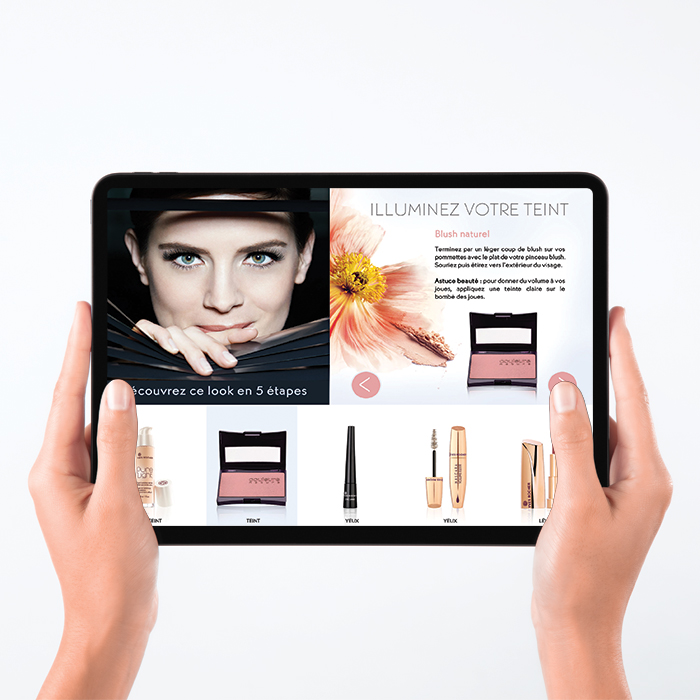 ILLUMINEZ VOTRE TEINT
Blush naturel
Terminez par un léger coup de blush sur vos
pommettes avec le plat de votre pinceau blush.
Souriez puis étirez vers l'extérieur du visage.
Astuce beauté : pour donner du volume à vos
joues, appliquez une teinte claire sur le
bombé des joues.
écouvrez ce look en 5 étapes
TEINT
YEUX
YEUX